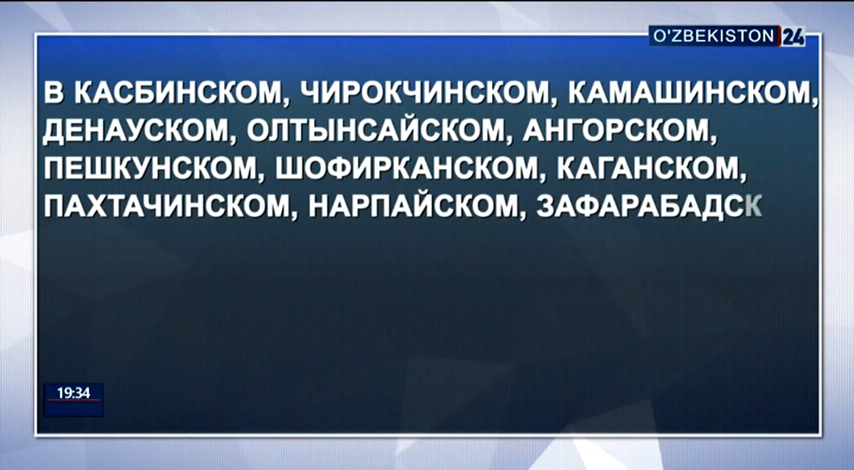 O'ZBEKISTON 24
В КАСБИНСКОМ, ЧИРОКЧИНСКОМ, КАМАШИНСКОМ,
ДЕНАУСКОМ, ОЛТЫНСАЙСКОМ, АНГОРСКОМ,
ПЕШКУНСКОМ, ШОФИРКАНСКОМ, КАГАНСКОМ,
ПАХТАЧИНСКОМ, НАРПАЙСКОМ, ЗАФАРАБАДСК
19:34